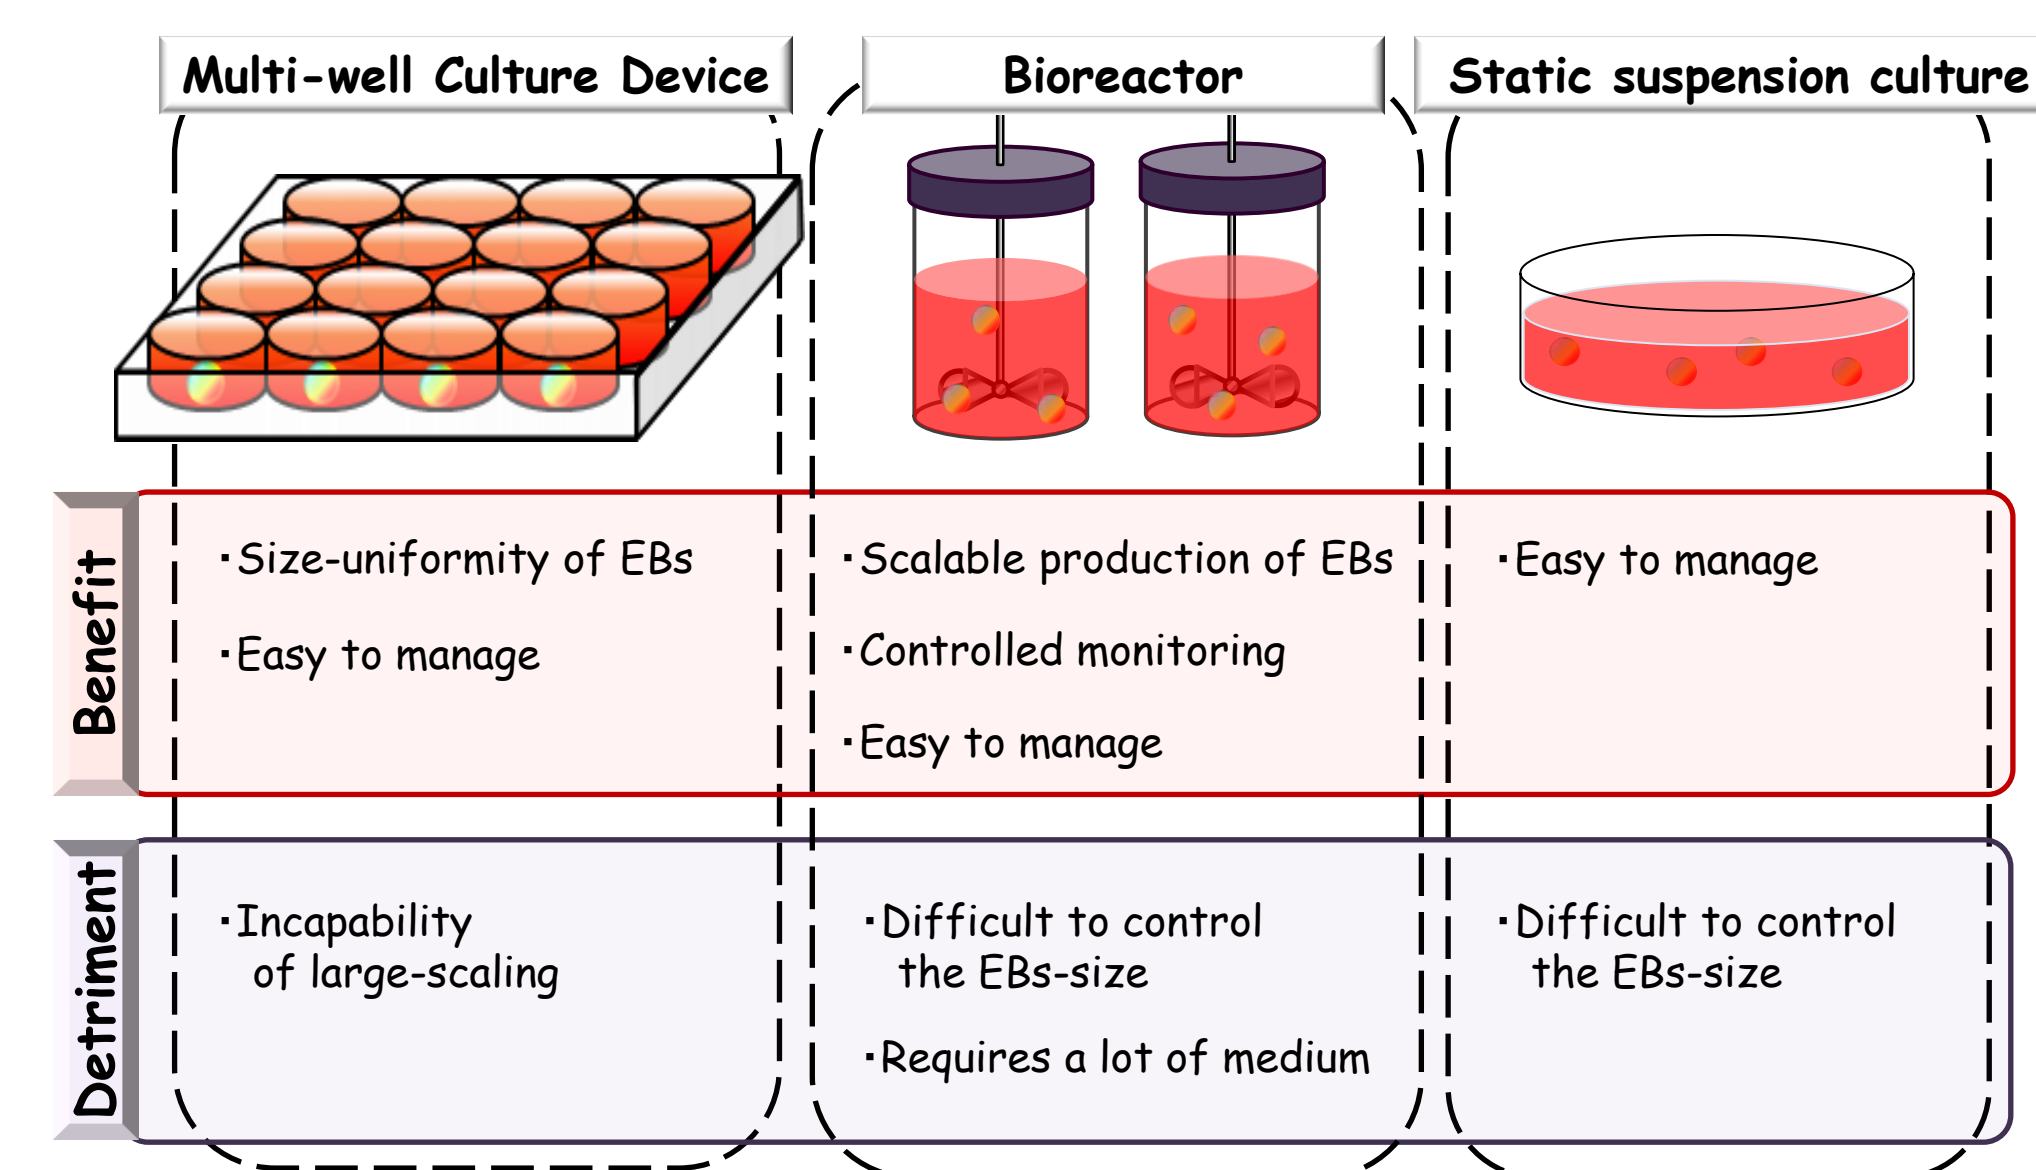 Multi-well Culture Device
Bioreactor
Static suspension culture
Benefit
·Size-uniformity of EBs
·Easy to manage
·Scalable production of EBs
·Controlled monitoring
·Easy to manage
·Easy to manage
Detriment
·Incapability
of large-scaling
·Difficult to control
the EBs-size
·Requires a lot of medium
·Difficult to control
the EBs-size